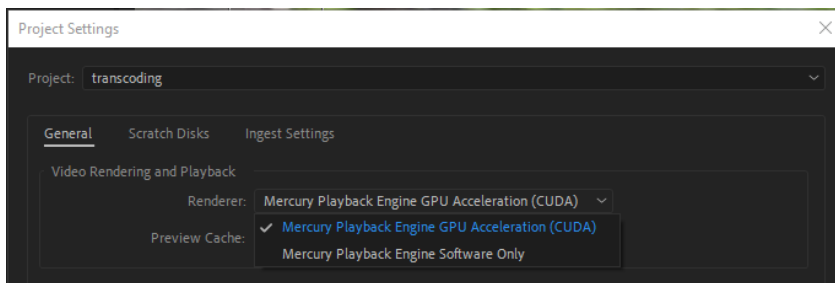 Project Settings
Project: transcoding
General Scratch Disks Ingest Settings
Video Rendering and Playback
Renderer: Mercury Playback Engine GPU Acceleration (CUDA)
Mercury Playback Engine GPU Acceleration (CUDA)
Preview Cache:
Mercury Playback Engine Software Only